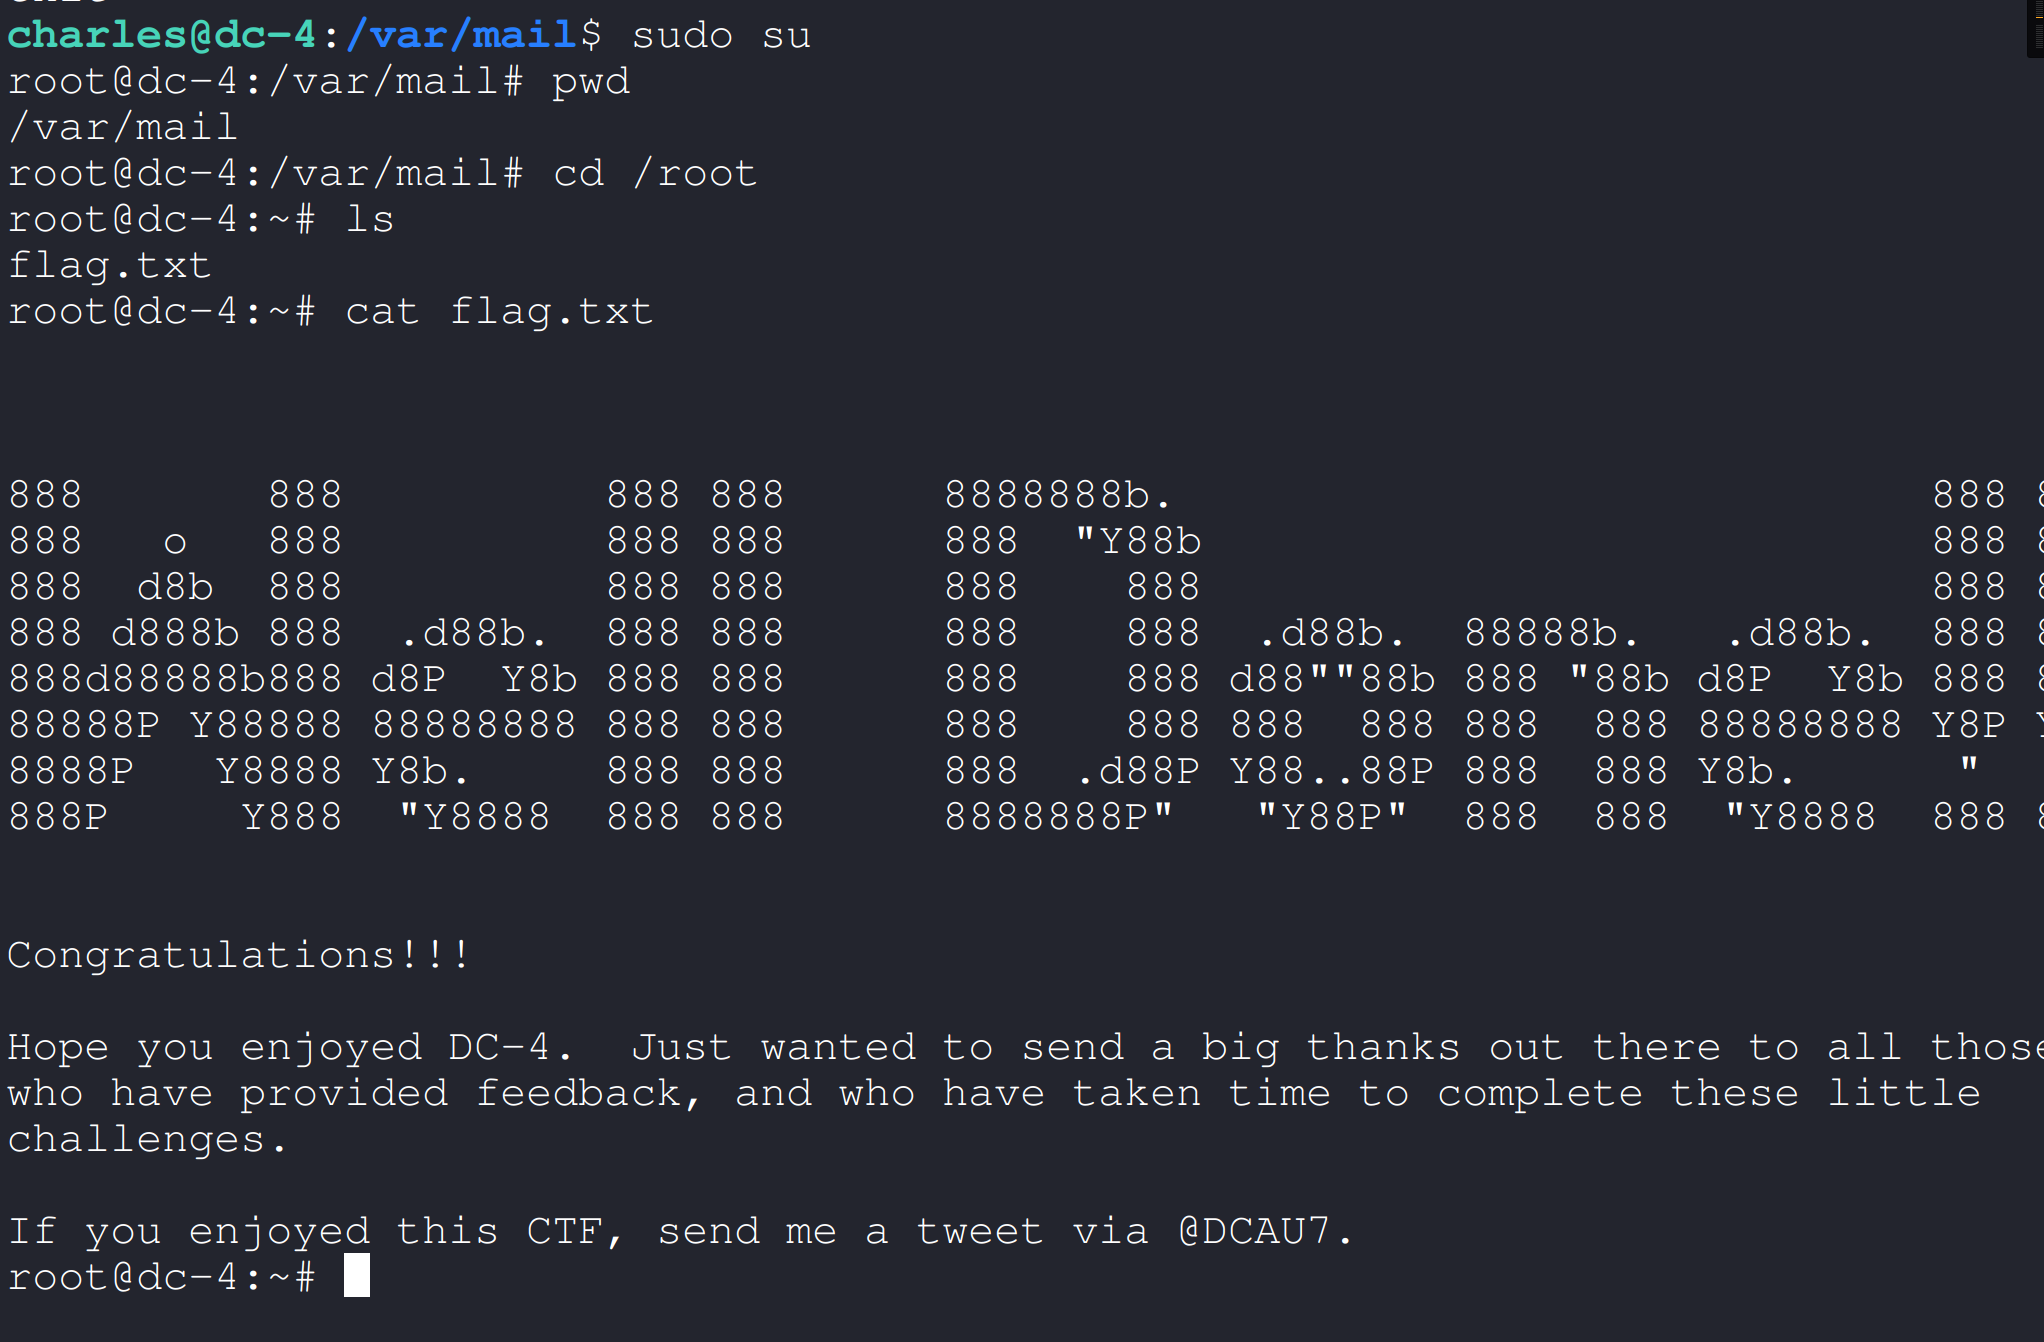 charles@dc-4:/var/mail$ sudo su
root@dc-4:/var/mail# pwd
/var/mail
root@dc-4:/var/mail# cd /root
root@dc-4:~# ls
flag.txt
root@dc-4:~# cat flag.txt
888       888          888 888      8888888b.                             888
888   o   888          888 888      888  "Y88b                            888
888  d8b  888          888 888      888    888                            888
888 d888b 888  .d88b.  888 888      888    888  .d88b.  88888b.   .d88b.  888
888d88888b888 d8P  Y8b 888 888      888    888 d88""88b 888 "88b d8P  Y8b 888
88888P Y88888 88888888 888 888      888    888 888  888 888  888 88888888 Y8P
8888P   Y8888 Y8b.     888 888      888  .d88P Y88..88P 888  888 Y8b.      "
888P     Y888  "Y8888  888 888      8888888P"   "Y88P"  888  888  "Y8888  888
Congratulations!!!
Hope you enjoyed DC-4.  Just wanted to send a big thanks out there to all those
who have provided feedback, and who have taken time to complete these little
challenges.
If you enjoyed this CTF, send me a tweet via @DCAU7.
root@dc-4:~#